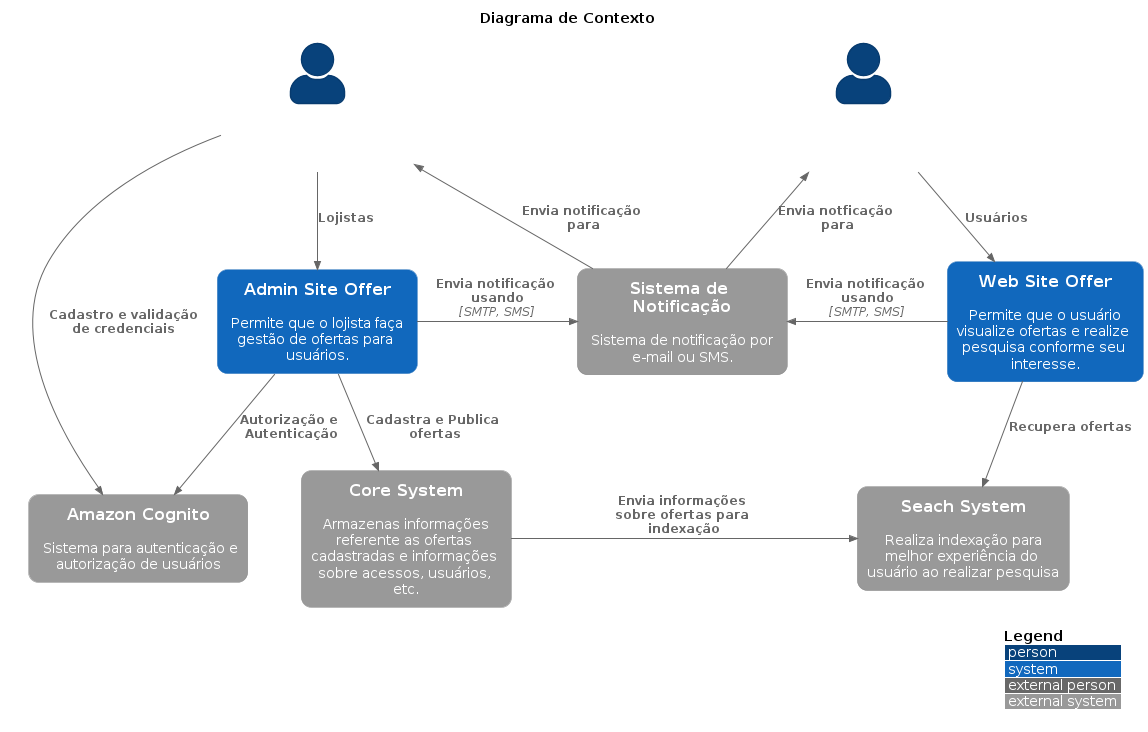 Diagrama de Contexto
Lojistas
Envia notificação
para
Envia notficação
para
Usuários
Cadastro e validação
de credenciais
Admin Site Offer
Permite que o lojista faça
gestão de ofertas para
usuários.
Envia notificação
usando
[SMTP, SMS]
Sistema de
Notificação
Sistema de notificação por
e-mail ou SMS.
Envia notificação
usando
[SMTP, SMS]
Web Site Offer
Permite que o usuário
visualize ofertas e realize
pesquisa conforme seu
interesse.
Autorização e
Autenticação
Cadastra e Publica
ofertas
Recupera ofertas
Amazon Cognito
Sistema para autenticação e
autorização de usuários
Core System
Armazenas informações
referente as ofertas
cadastradas e informações
sobre acessos, usuários,
etc.
Envia informações
sobre ofertas para
indexação
Seach System
Realiza indexação para
melhor experiência do
usuário ao realizar pesquisa
Legend
person
system
external person
external system